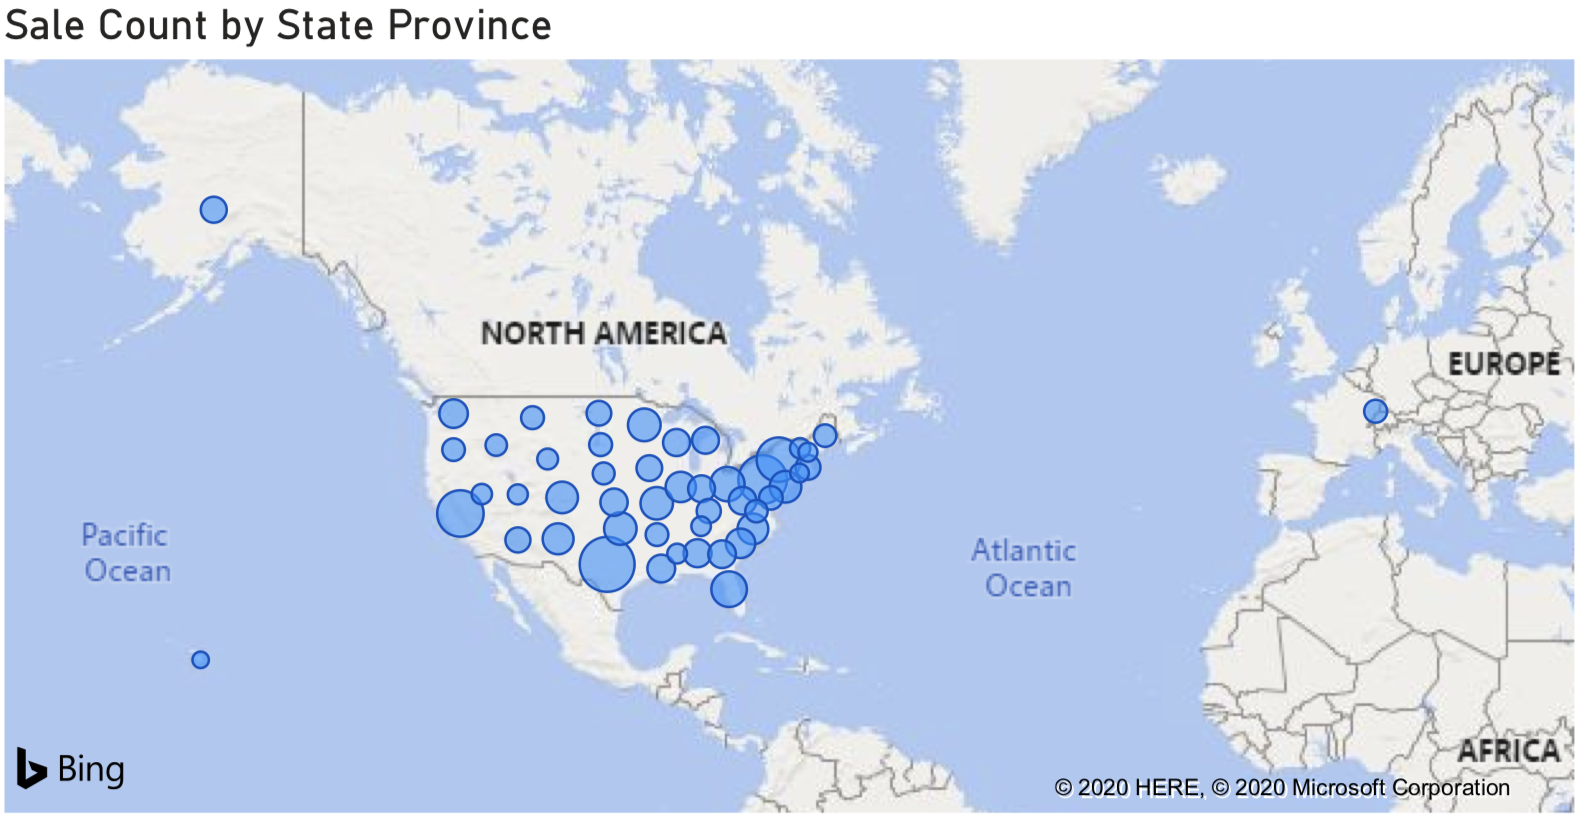 Sale Count by State Province
NORTH AMERICA
EUROPE
Pacific
Ocean
Atlantic
Ocean
AFRICA
Bing
© 2020 HERE, © 2020 Microsoft Corporation